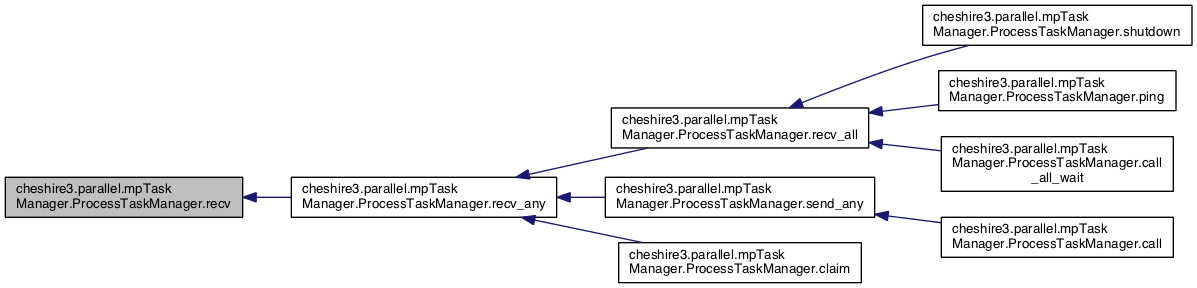 cheshire3.parallel.mpTask
Manager.ProcessTaskManager.shutdown
cheshire3.parallel.mpTask
Manager.ProcessTaskManager.ping
cheshire3.parallel.mpTask
Manager.ProcessTaskManager.recv_all
cheshire3.parallel.mpTask
Manager.ProcessTaskManager.call
_all_wait
cheshire3.parallel.mpTask
Manager.ProcessTaskManager.recv
cheshire3.parallel.mpTask
Manager.ProcessTaskManager.recv_any
cheshire3.parallel.mpTask
Manager.ProcessTaskManager.send_any
cheshire3.parallel.mpTask
Manager.ProcessTaskManager.call
cheshire3.parallel.mpTask
Manager.ProcessTaskManager.claim